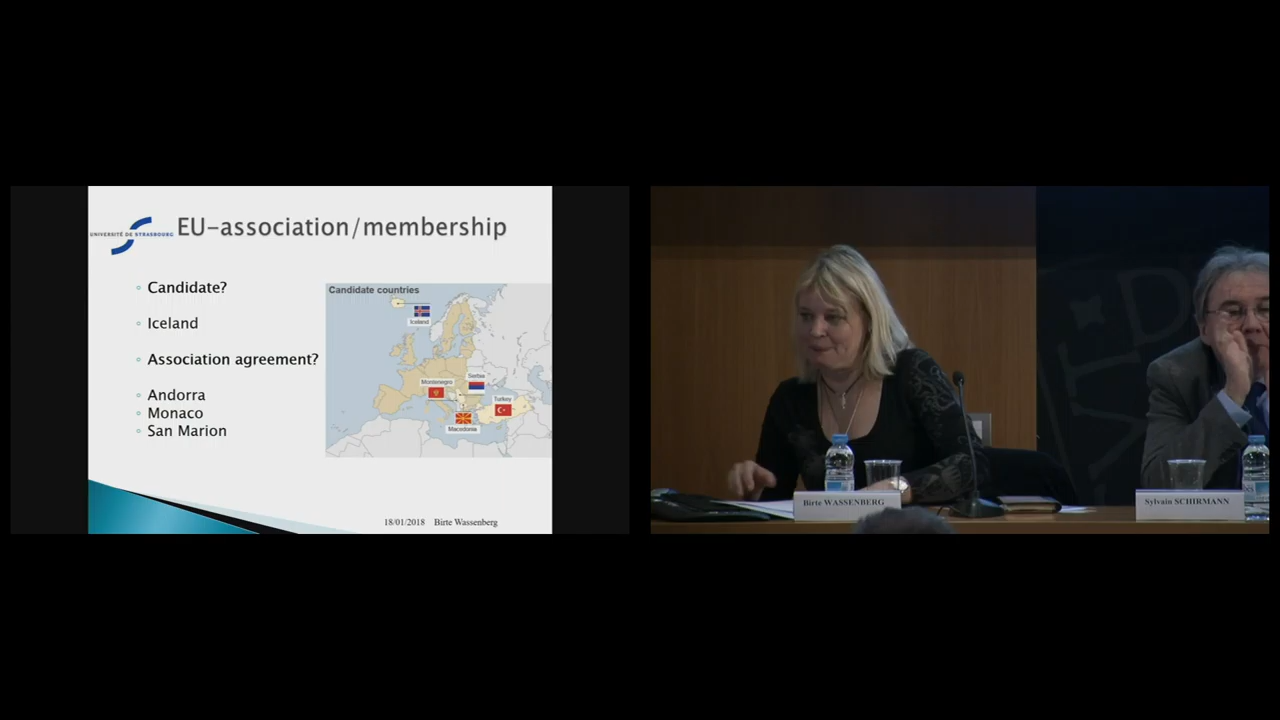 UNIVERSITÉ DE STRASBOURG
EU-association/membership
Candidate?
Iceland
Association agreement?
Andorra
Monaco
San Marion
Candidate countries
Iceland
Montenegro
Serbia
Turkey
Macedonia
18/01/2018 Birte Wassenberg
Birte WASSENBERG
Sylvain SCHIRMANN